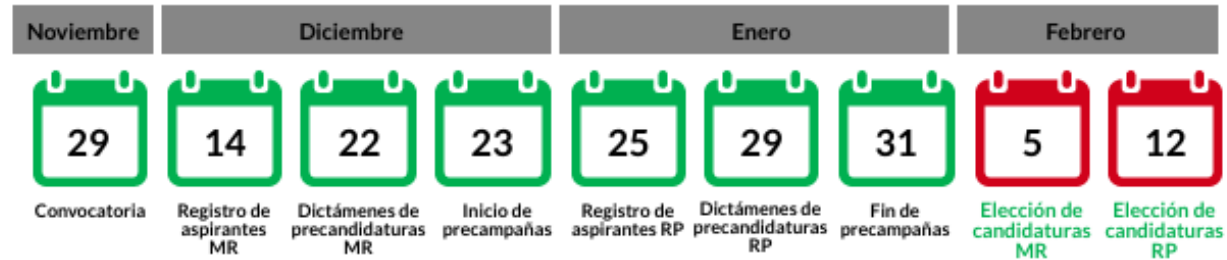 Noviembre
Diciembre
Enero
Febrero
29
14
22
23
25
29
31
5
12
Convocatoria
Registro de
aspirantes
MR
Dictámenes de
precandidaturas
MR
Inicio de
precampañas
Registro de
aspirantes RP
Dictámenes de
precandidaturas
RP
Fin de
precampañas
Elección de
candidaturas
MR
Elección de
candidaturas
RP